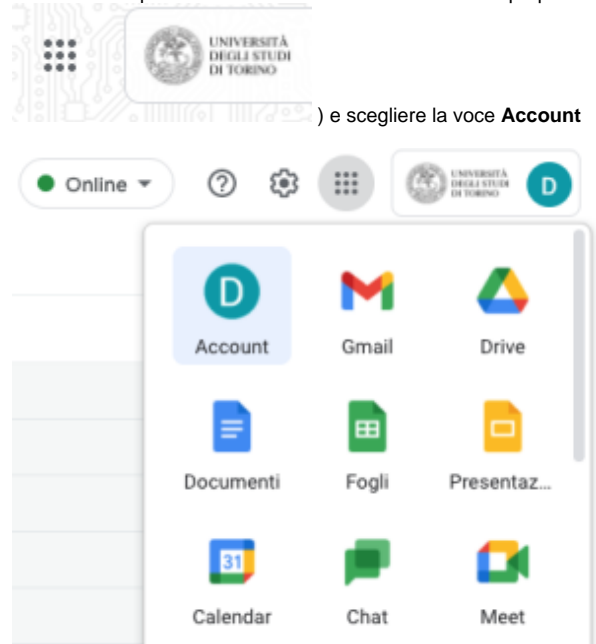 UNIVERSITÀ
DEGLI STUDI
DI TORINO
) e scegliere la voce Account
Online
UNIVERSITÀ
DEGLI STUDI
DI TORINO
D
D
Account Gmail Drive
Documenti Fogli Presentaz...
31
Calendar Chat Meet